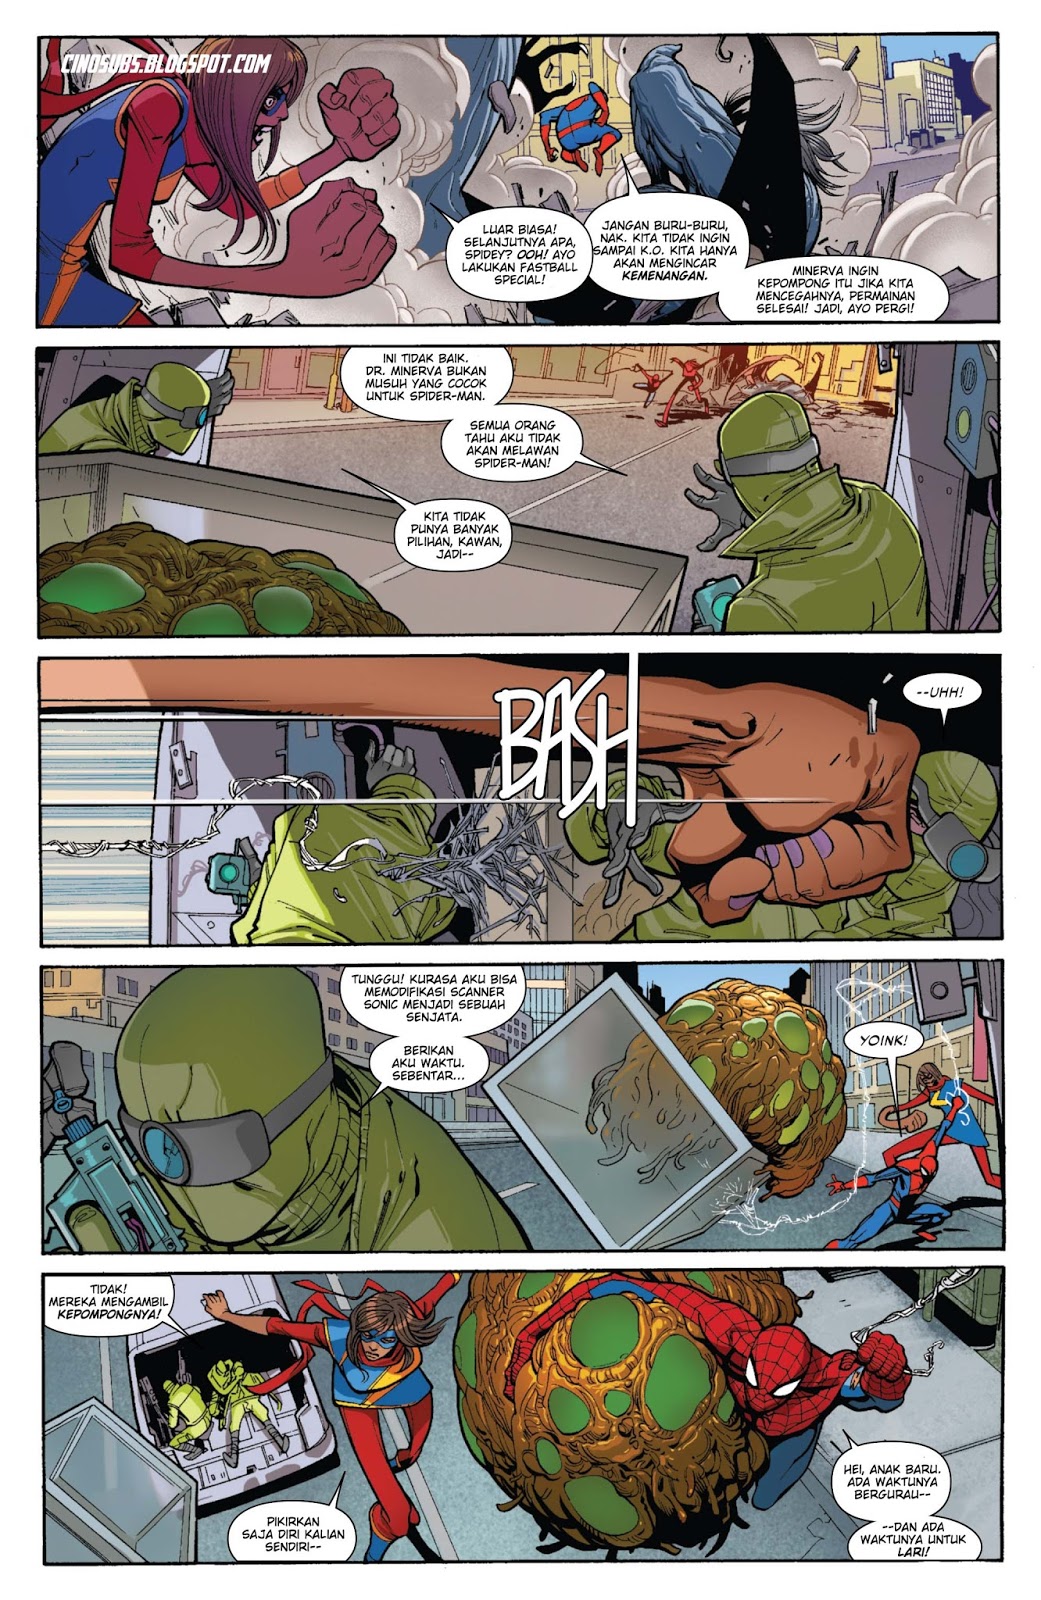 CINOSUBS.BLOGSPOT.COM
LUAR BIASA!
SELANJUTNYA APA,
SPIDEY? OOH! AYO
LAKUKAN FASTBALL
SPECIAL!
JANGAN BURU-BURU,
NAK. KITA TIDAK INGIN
SAMPAI K.O. KITA HANYA
AKAN MENGINCAR
KEMENANGAN.
MINERVA INGIN
KEPOMPONG ITU JIKA KITA
MENCEGAHNYA, PERMAINAN
SELESAI! JADI, AYO PERGI!
INI TIDAK BAIK.
DR. MINERVA BUKAN
MUSUH YANG COCOK
UNTUK SPIDER-MAN.
SEMUA ORANG
TAHU AKU TIDAK
AKAN MELAWAN
SPIDER-MAN!
KITA TIDAK
PUNYA BANYAK
PILIHAN, KAWAN,
JADI--
BASH
--UHH!
TUNGGU! KURASA AKU BISA
MEMODIFIKASI SCANNER
SONIC MENJADI SEBUAH
SENJATA.
BERIKAN
AKU WAKTU.
SEBENTAR...
YOINK!
TIDAK!
MEREKA MENGAMBIL
KEPOMPONGNYA!
PIKIRKAN
SAJA DIRI KALIAN
SENDIRI--
HEI, ANAK BARU.
ADA WAKTUNYA
BERGURAU--
--DAN ADA
WAKTUNYA UNTUK
LARI!